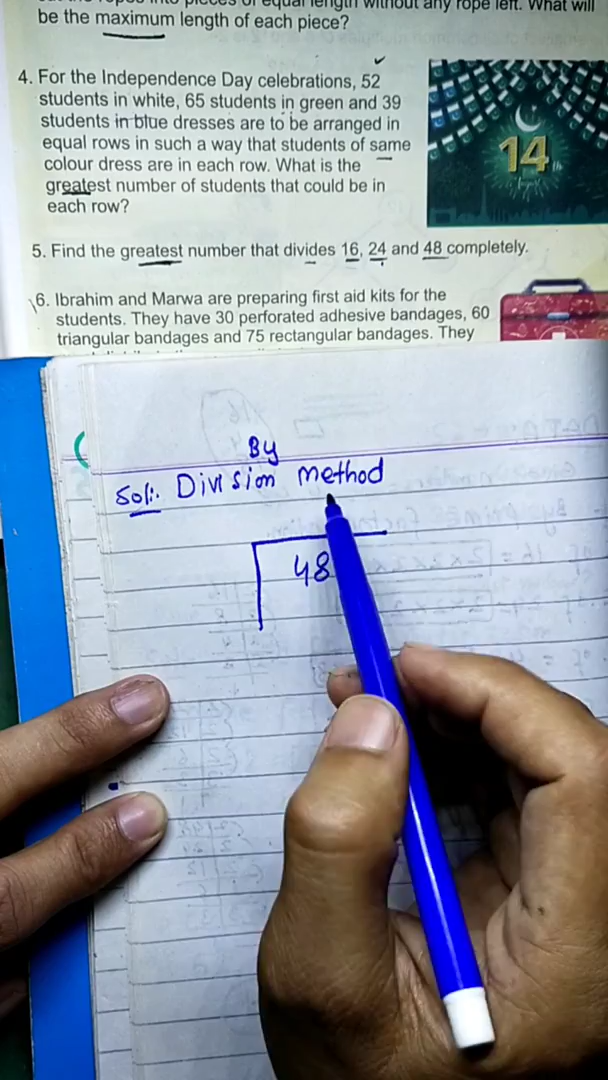 be the maximum length of each piece?
4. For the Independence Day celebrations, 52
students in white, 65 students in green and 39
students in blue dresses are to be arranged in
equal rows in such a way that students of same
colour dress are in each row. What is the
greatest number of students that could be in
each row?
14
5. Find the greatest number that divides 16, 24 and 48 completely.
6. Ibrahim and Marwa are preparing first aid kits for the
students. They have 30 perforated adhesive bandages, 60
triangular bandages and 75 rectangular bandages. They
By
Sol:. Division method
48